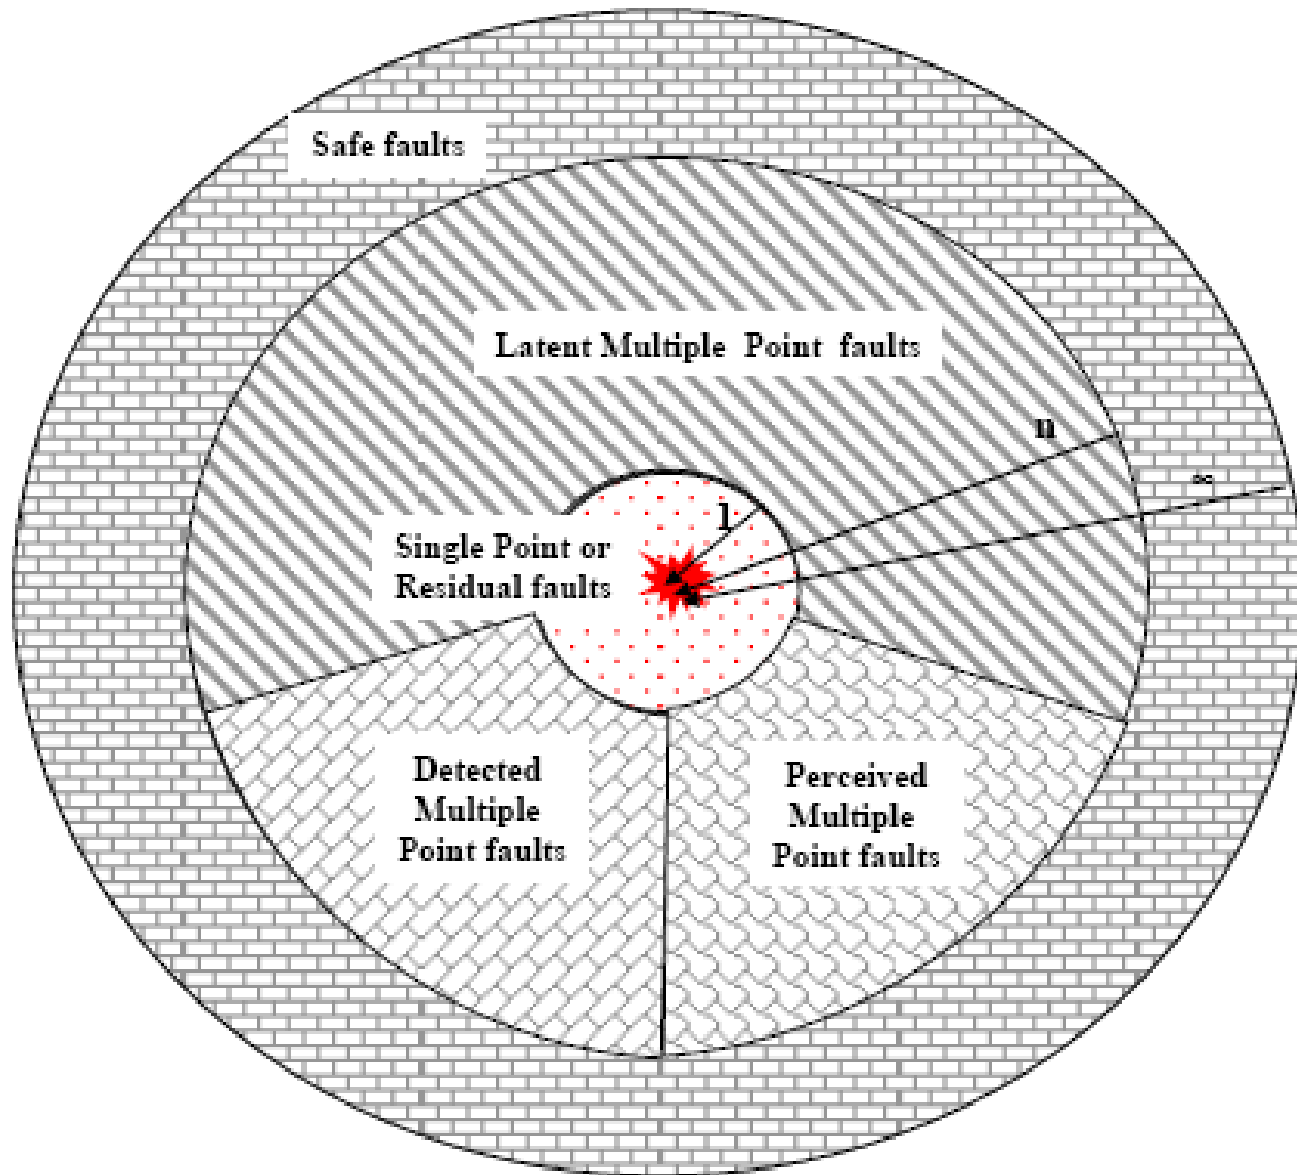 Safe faults
Latent Multiple Point faults
n
∞
1
Single Point or
Residual faults
Detected
Multiple
Point faults
Perceived
Multiple
Point faults